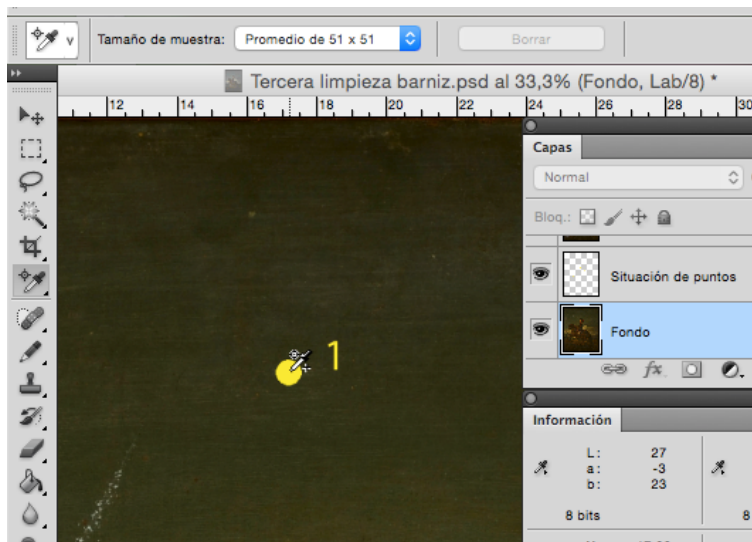 Tamaño de muestra: Promedio de 51 x 51 Borrar
Tercera limpieza barniz.psd al 33,3% (Fondo, Lab/8) *
12 14 16 18 20 22 24 26 28 30
Capas
Normal
Bloq.:
Situación de puntos
Fondo
fx
1
Información
L: 27
a: -3
b: 23
8 bits 8